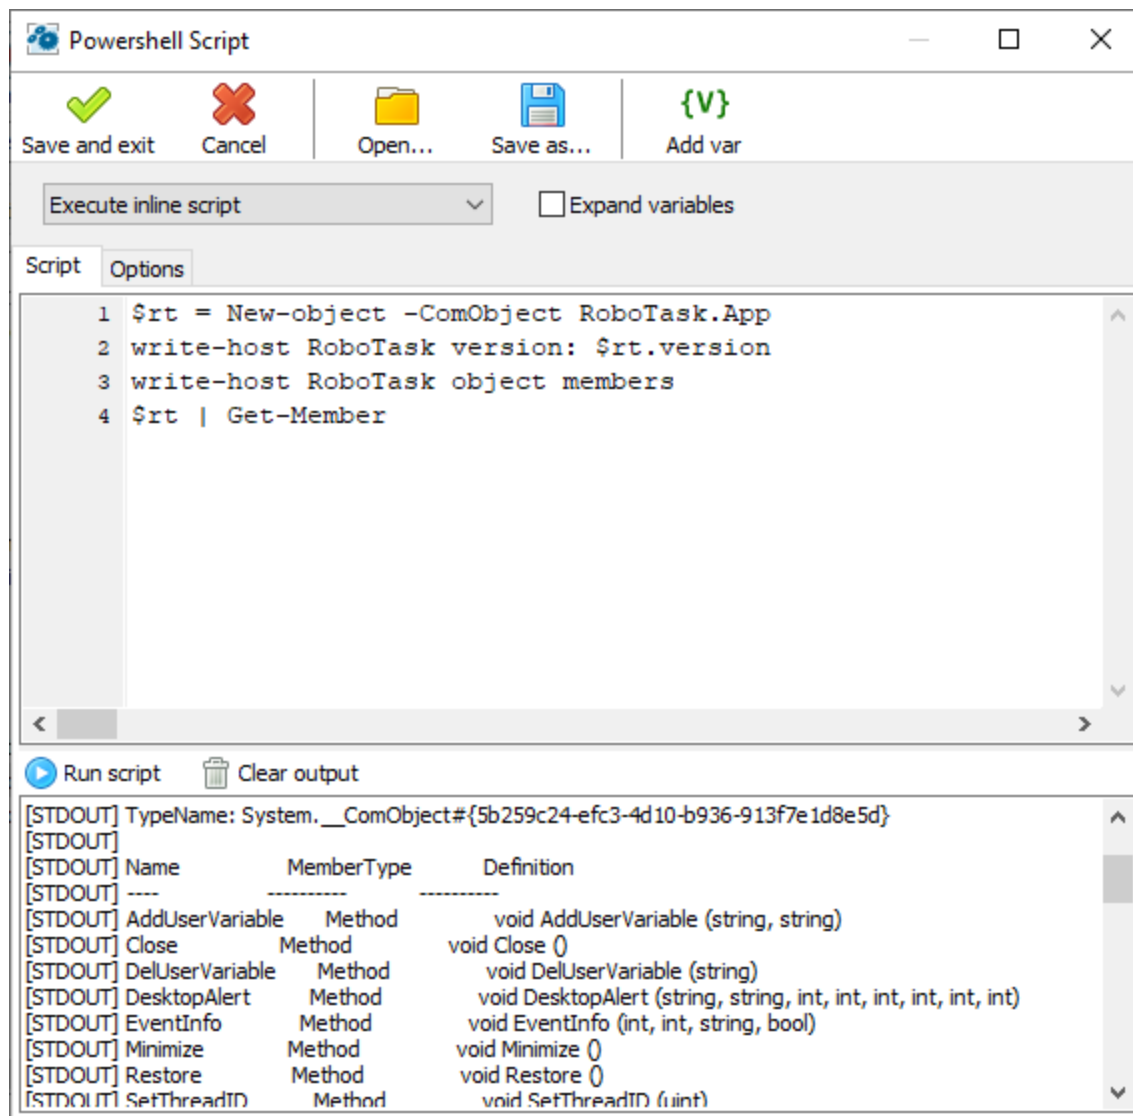 Powershell Script
Save and exit Cancel Open... Save as... {V} Add var
Execute inline script Expand variables
Script Options
1 $rt = New-object -ComObject RoboTask.App
2 write-host RoboTask version: $rt.version
3 write-host RoboTask object members
4 $rt | Get-Member
Run script Clear output
[STDOUT] TypeName: System.__ComObject#{5b259c24-efc3-4d10-b936-913f7e1d8e5d}
[STDOUT]
[STDOUT] Name MemberType Definition
[STDOUT] ---- ---------- ----------
[STDOUT] AddUserVariable Method void AddUserVariable (string, string)
[STDOUT] Close Method void Close ()
[STDOUT] DelUserVariable Method void DelUserVariable (string)
[STDOUT] DesktopAlert Method void DesktopAlert (string, string, int, int, int, int, int, int)
[STDOUT] EventInfo Method void EventInfo (int, int, string, bool)
[STDOUT] Minimize Method void Minimize ()
[STDOUT] Restore Method void Restore ()
[STDOUT] SetThreadID Method void SetThreadID (uint)